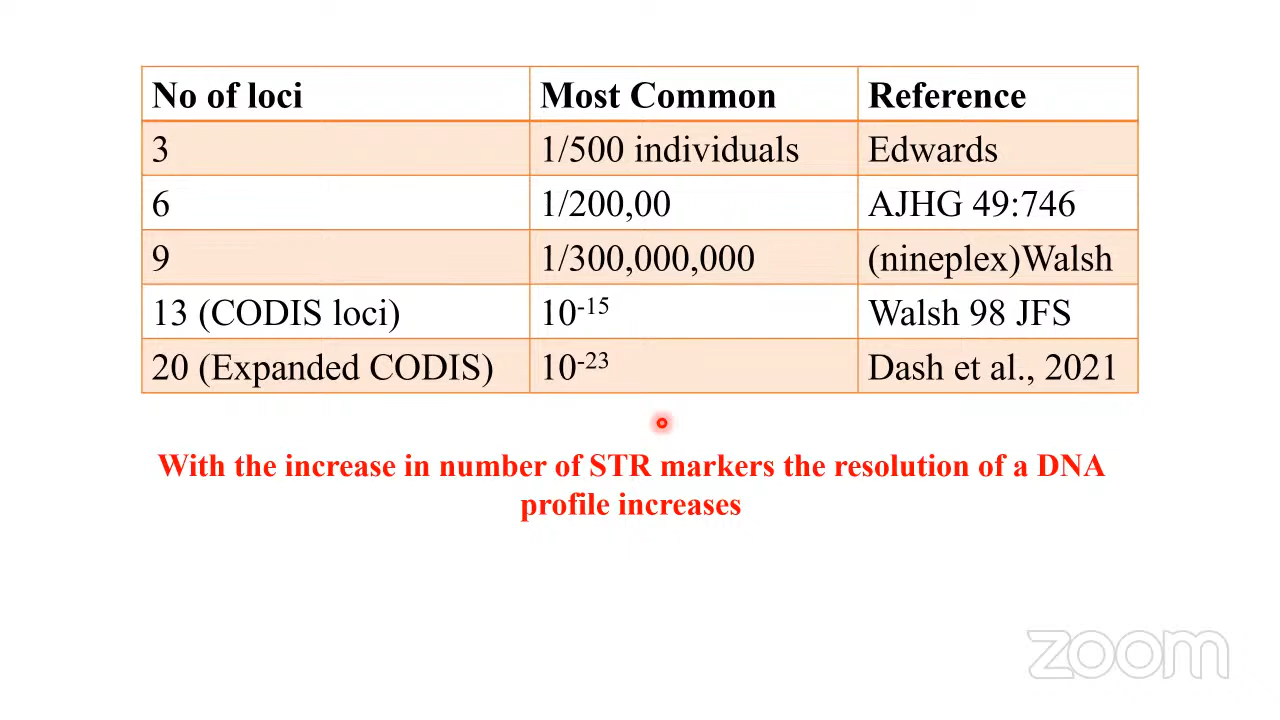 No of loci Most Common Reference
3 1/500 individuals Edwards
6 1/200,00 AJHG 49:746
9 1/300,000,000 (nineplex)Walsh
13 (CODIS loci) 10⁻¹⁵ Walsh 98 JFS
20 (Expanded CODIS) 10⁻²³ Dash et al., 2021
With the increase in number of STR markers the resolution of a DNA
profile increases
zoom